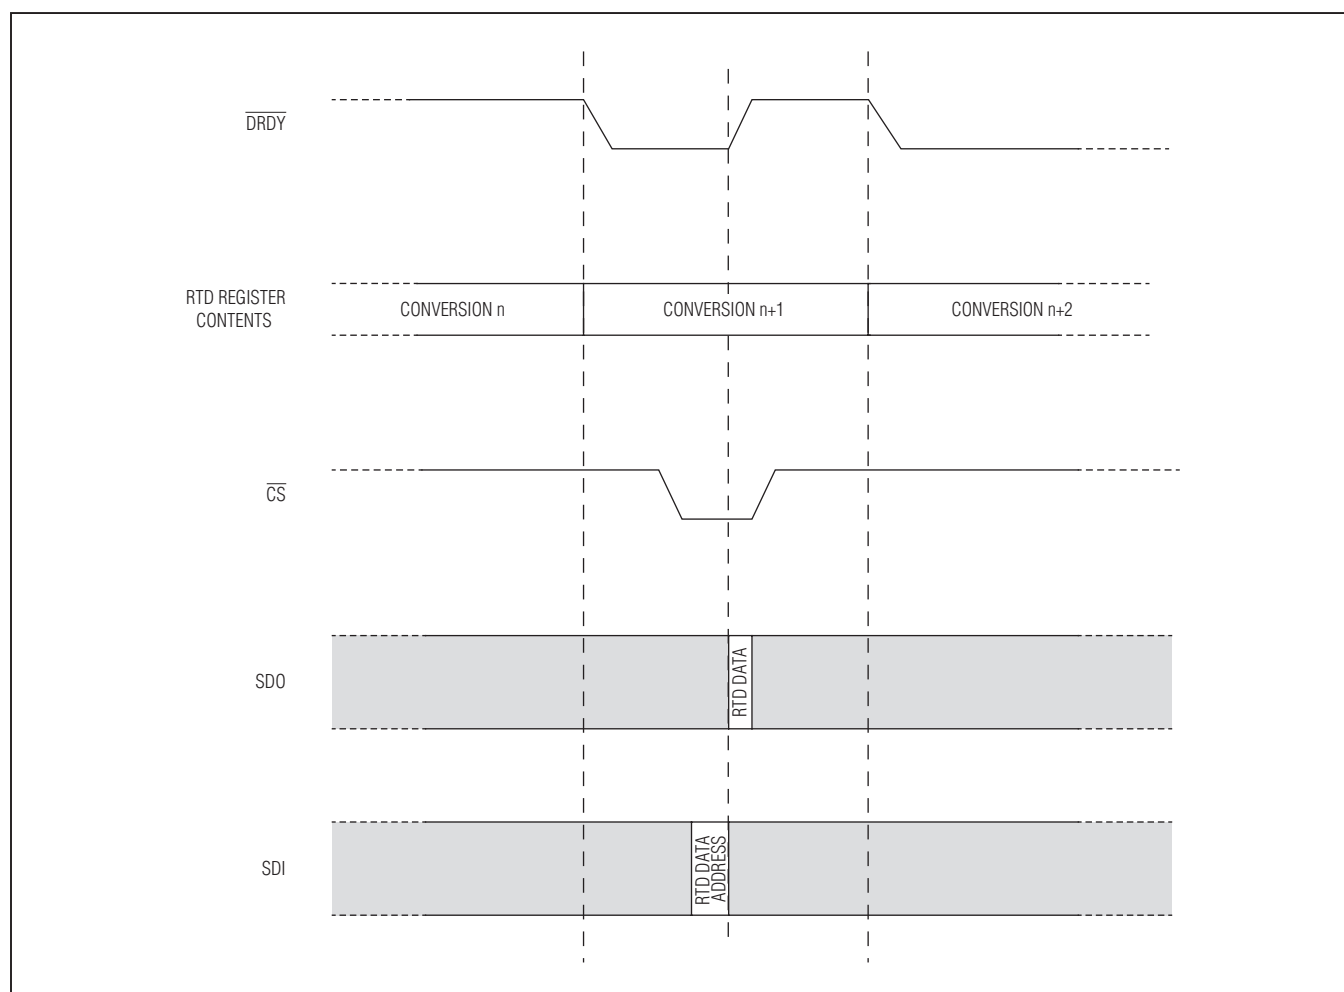 DRDY
RTD REGISTER
CONTENTS
CONVERSION n
CONVERSION n+1
CONVERSION n+2
CS
SDO
RTD DATA
SDI
RTD DATA
ADDRESS